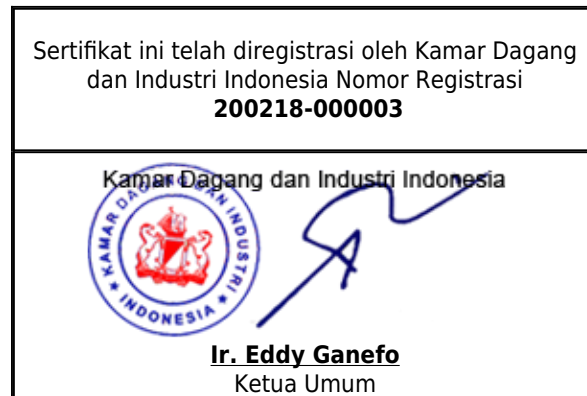 Sertifikat ini telah diregistrasi oleh Kamar Dagang
dan Industri Indonesia Nomor Registrasi
200218-000003
Kamar Dagang dan Industri Indonesia
KAMAR DAGANG DAN INDUSTRI
* INDONESIA *
Ir. Eddy Ganefo
Ketua Umum